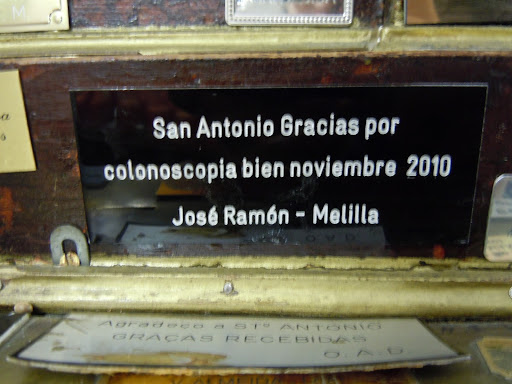 M.
San Antonio Gracias por
colonoscopia bien noviembre 2010
José Ramón - Melilla
Agradeço a STº ANTONIO
GRAÇAS RECEBIDAS
O. A. G